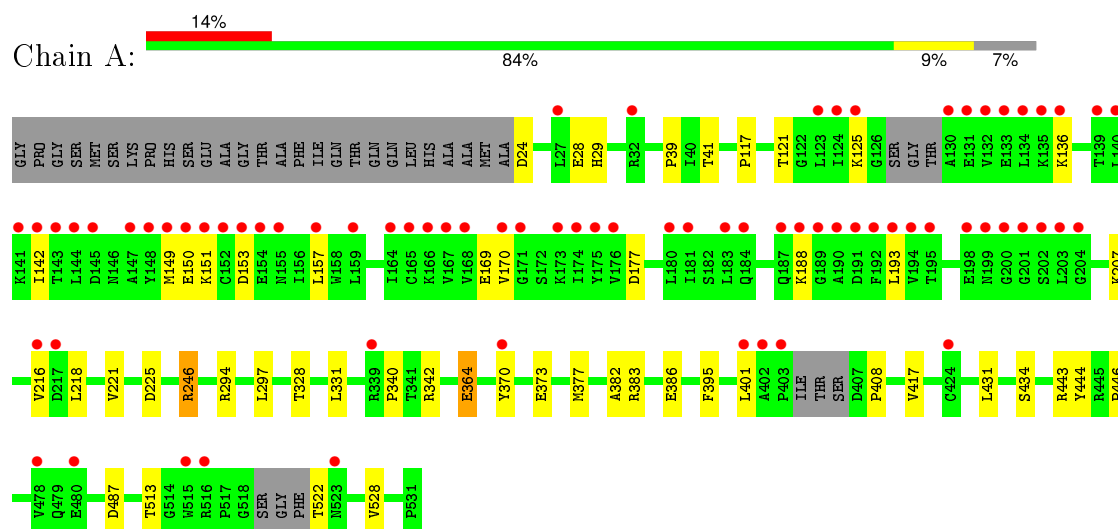 14%
Chain A:
84% 9% 7%
GLY PRO GLY SER MET SER LYS PRO HIS SER GLU ALA GLY THR ALA PHE ILE GLN THR GLN GLN LEU HIS ALA ALA MET ALA D24 L27 E28 H29 R32 P39 I40 T41 P117 T121 G122 L123 I124 K125 G126 SER GLY THR A130 E131 V132 E133 L134 K135 K136 T139 L140
K141 I142 T143 L144 D145 N146 A147 Y148 M149 E150 K151 C152 D153 E154 N155 I156 L157 W158 L159 I164 C165 K166 V167 V168 E169 V170 G171 S172 K173 I174 Y175 V176 D177 L180 I181 S182 L183 Q184 Q187 K188 G189 A190 D191 F192 L193 V194 T195 E198 N199 G200 G201 S202 L203 G204 K207
V216 D217 L218 V221 D225 R246 R294 L297 T328 L331 R339 P340 T341 R342 E364 Y370 E373 M377 A382 R383 E386 F395 L401 A402 P403 ILE THR SER D407 P408 V417 C424 L431 S434 R443 Y444 R445 P446
V478 Q479 E480 D487 T513 G514 W515 R516 P517 G518 SER GLY PHE T522 N523 V528 P531